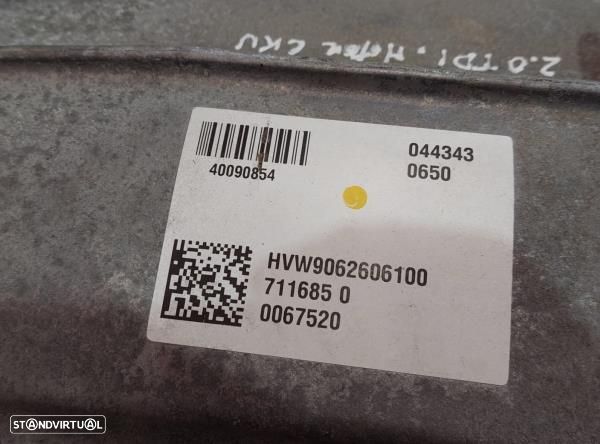 2.0 TDI. Motor CKU
044343
40090854
0650
HVW9062606100
711685 0
0067520
STANDVIRTUAL